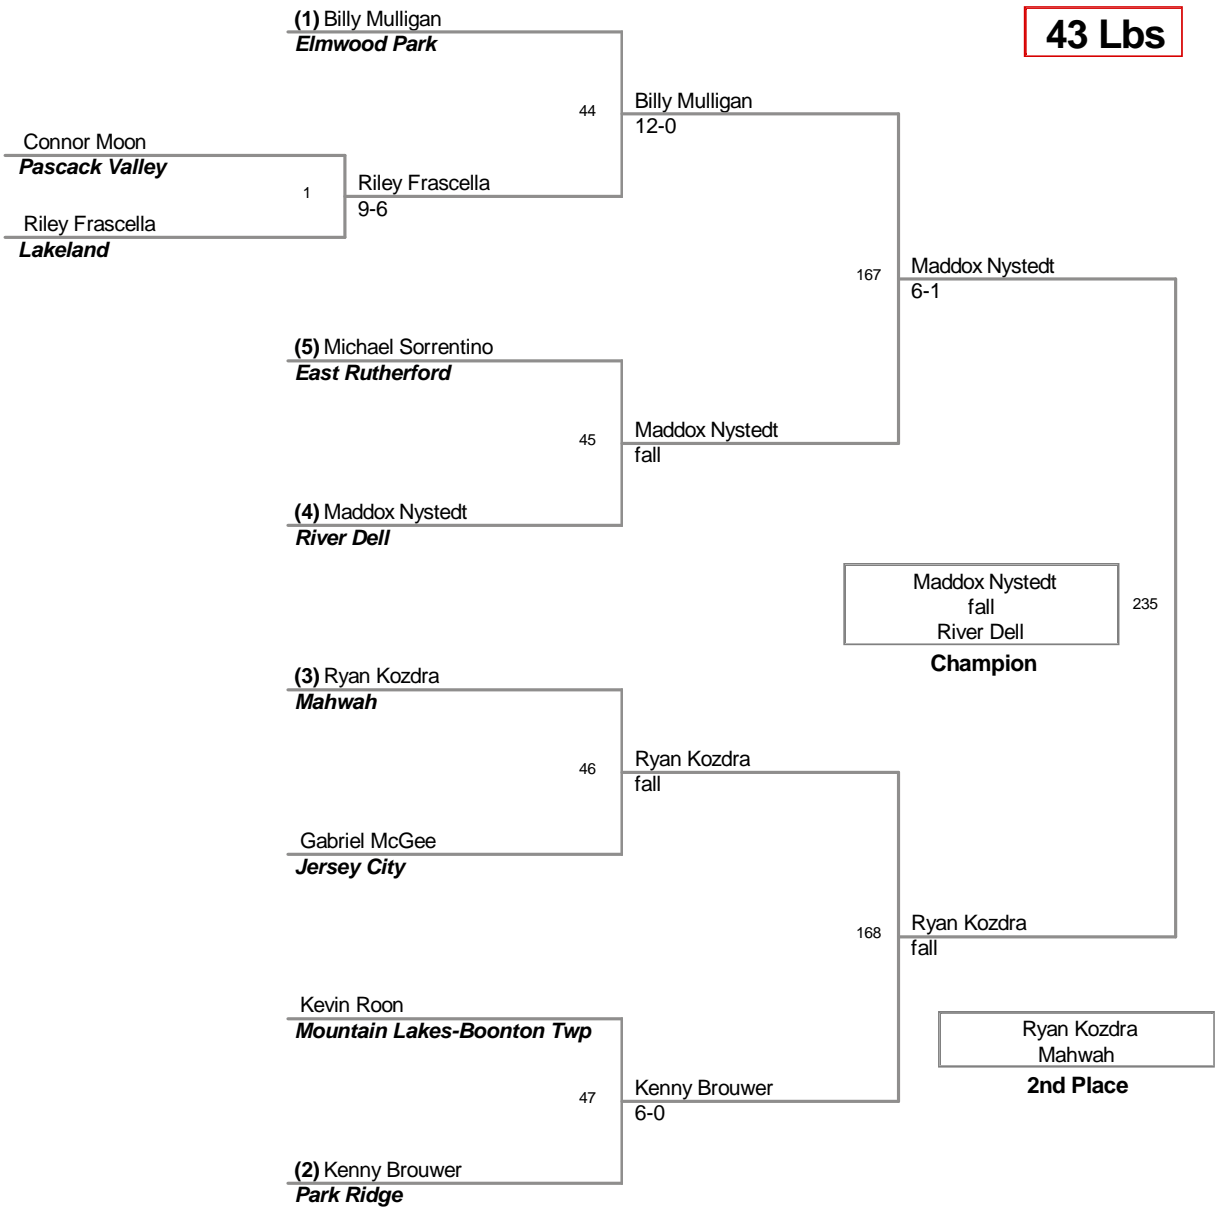 (1) Billy Mulligan
Elmwood Park
43 Lbs
44
Billy Mulligan
12-0
Connor Moon
Pascack Valley
1
Riley Frascella
9-6
Riley Frascella
Lakeland
167
Maddox Nystedt
6-1
(5) Michael Sorrentino
East Rutherford
45
Maddox Nystedt
fall
(4) Maddox Nystedt
River Dell
Maddox Nystedt
fall
River Dell
235
Champion
(3) Ryan Kozdra
Mahwah
46
Ryan Kozdra
fall
Gabriel McGee
Jersey City
168
Ryan Kozdra
fall
Kevin Roon
Mountain Lakes-Boonton Twp
Ryan Kozdra
Mahwah
2nd Place
47
Kenny Brouwer
6-0
(2) Kenny Brouwer
Park Ridge